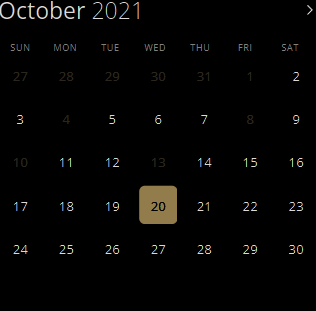 October 2021
SUN MON TUE WED THU FRI SAT
27 28 29 30 31 1 2
3 4 5 6 7 8 9
10 11 12 13 14 15 16
17 18 19 20 21 22 23
24 25 26 27 28 29 30